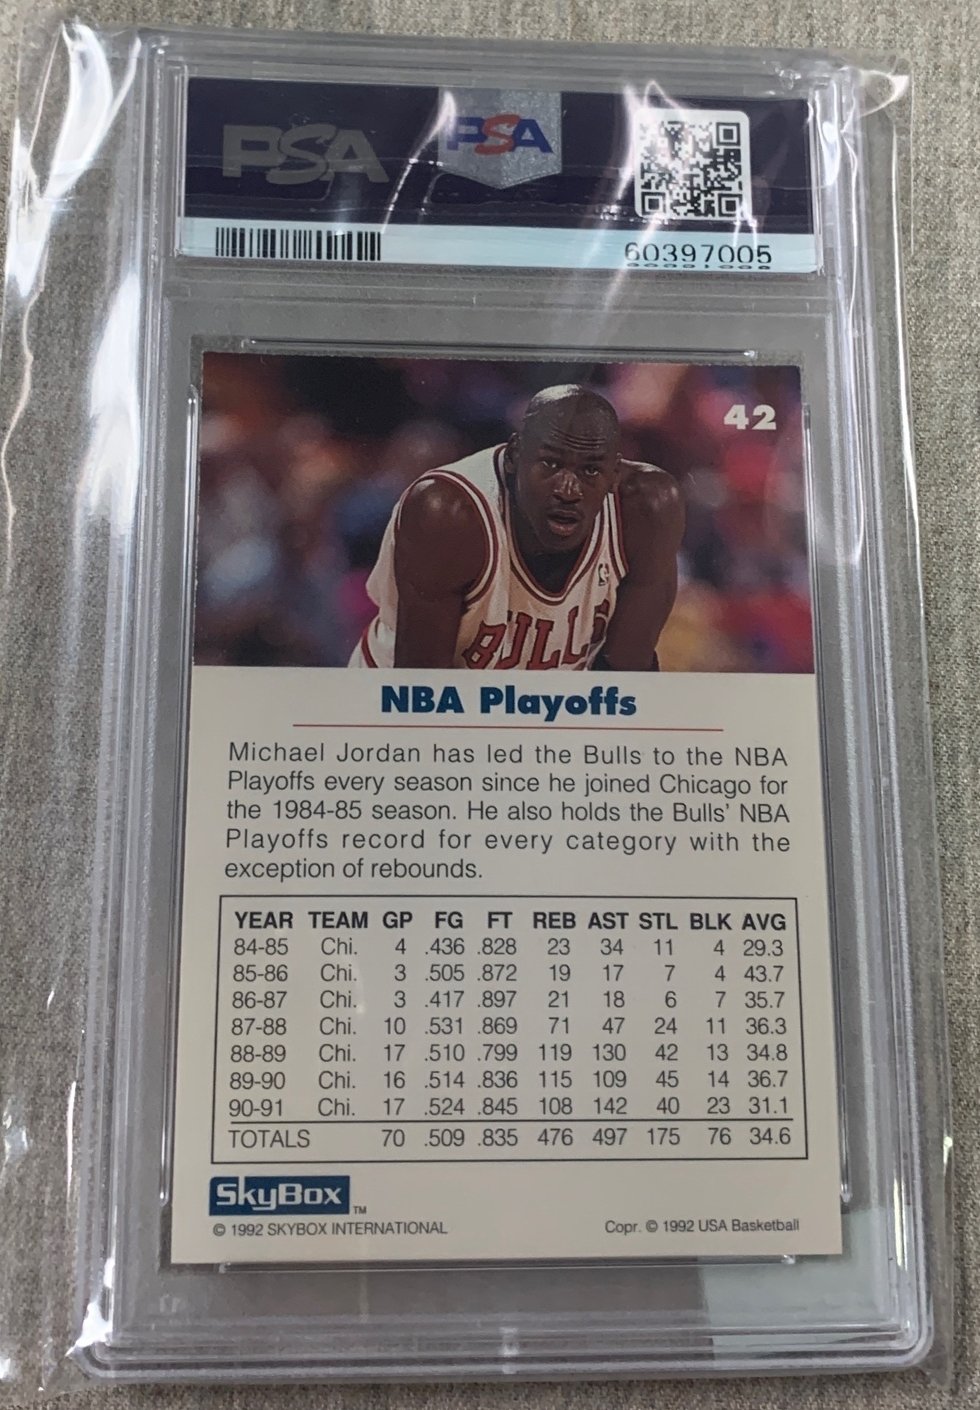 PSA PSA
60397005
42
BULLS
NBA Playoffs
Michael Jordan has led the Bulls to the NBA
Playoffs every season since he joined Chicago for
the 1984-85 season. He also holds the Bulls' NBA
Playoffs record for every category with the
exception of rebounds.
YEAR TEAM GP FG FT REB AST STL BLK AVG
84-85 Chi. 4 .436 .828 23 34 11 4 29.3
85-86 Chi. 3 .505 .872 19 17 7 4 43.7
86-87 Chi. 3 .417 .897 21 18 6 7 35.7
87-88 Chi. 10 .531 .869 71 47 24 11 36.3
88-89 Chi. 17 .510 .799 119 130 42 13 34.8
89-90 Chi. 16 .514 .836 115 109 45 14 36.7
90-91 Chi. 17 .524 .845 108 142 40 23 31.1
TOTALS 70 .509 .835 476 497 175 76 34.6
SkyBox ™
© 1992 SKYBOX INTERNATIONAL Copr. © 1992 USA Basketball